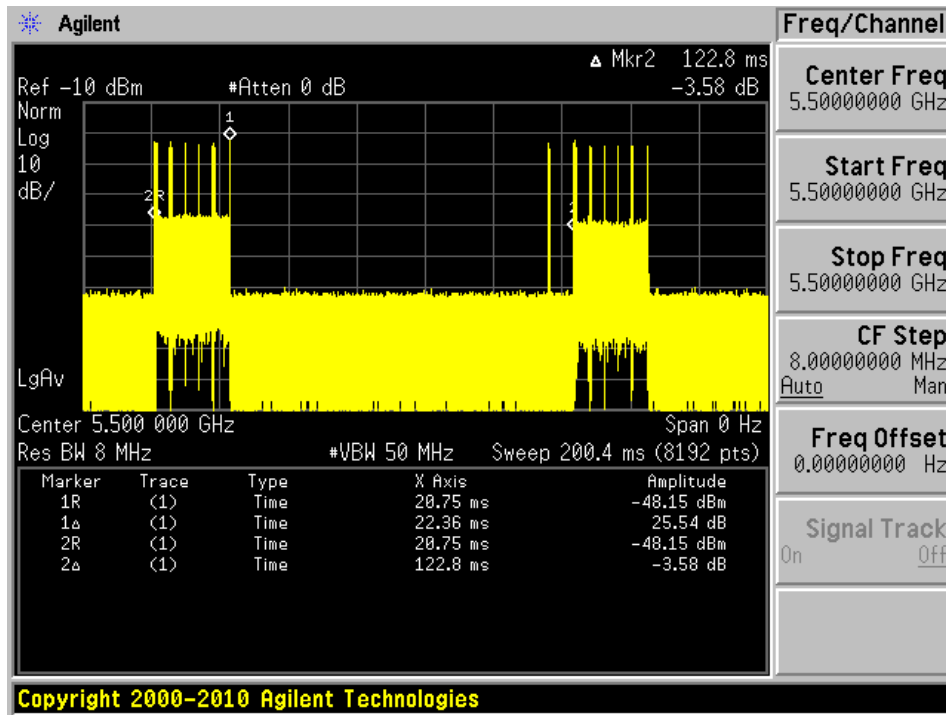 Agilent
Freq/Channel
▵ Mkr2 122.8 ms
Ref -10 dBm #Atten 0 dB -3.58 dB
Norm
Log
10
dB/
1
2R
2
LgAv
Center 5.500 000 GHz Span 0 Hz
Res BW 8 MHz #VBW 50 MHz Sweep 200.4 ms (8192 pts)
Marker Trace Type X Axis Amplitude
1R (1) Time 20.75 ms -48.15 dBm
1▵ (1) Time 22.36 ms 25.54 dB
2R (1) Time 20.75 ms -48.15 dBm
2▵ (1) Time 122.8 ms -3.58 dB
Center Freq
5.50000000 GHz
Start Freq
5.50000000 GHz
Stop Freq
5.50000000 GHz
CF Step
8.00000000 MHz
Auto Man
Freq Offset
0.00000000 Hz
Signal Track
On Off
Copyright 2000-2010 Agilent Technologies